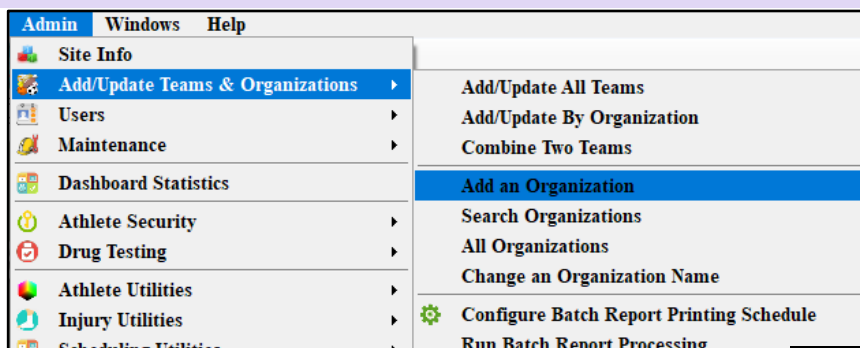 Admin Windows Help
Site Info
Add/Update Teams & Organizations
Users
Maintenance
Dashboard Statistics
Athlete Security
Drug Testing
Athlete Utilities
Injury Utilities
Scheduling Utilities
Add/Update All Teams
Add/Update By Organization
Combine Two Teams
Add an Organization
Search Organizations
All Organizations
Change an Organization Name
Configure Batch Report Printing Schedule
Run Batch Report Processing